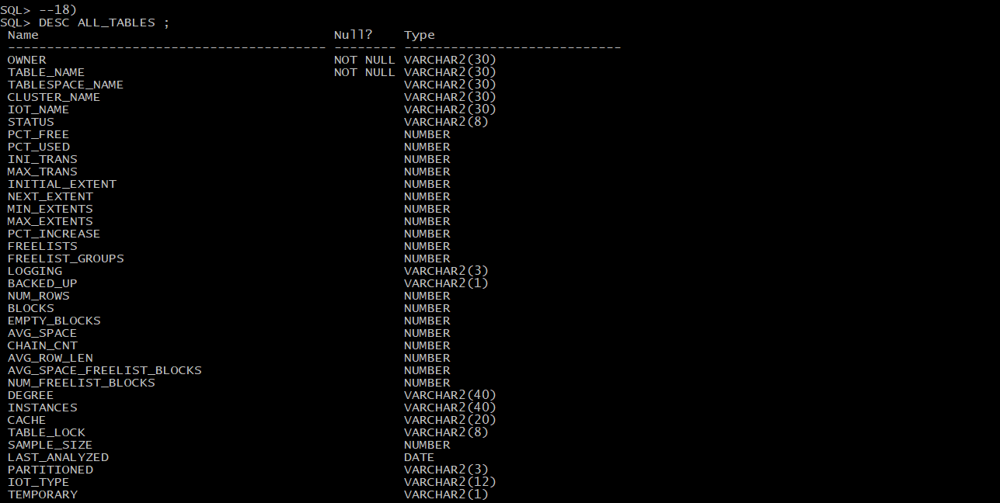 SQL> --18)
SQL> DESC ALL_TABLES ;
 Name                                      Null?    Type
 ----------------------------------------- -------- ----------------------------
 OWNER                                     NOT NULL VARCHAR2(30)
 TABLE_NAME                                NOT NULL VARCHAR2(30)
 TABLESPACE_NAME                                    VARCHAR2(30)
 CLUSTER_NAME                                       VARCHAR2(30)
 IOT_NAME                                           VARCHAR2(30)
 STATUS                                             VARCHAR2(8)
 PCT_FREE                                           NUMBER
 PCT_USED                                           NUMBER
 INI_TRANS                                          NUMBER
 MAX_TRANS                                          NUMBER
 INITIAL_EXTENT                                     NUMBER
 NEXT_EXTENT                                        NUMBER
 MIN_EXTENTS                                        NUMBER
 MAX_EXTENTS                                        NUMBER
 PCT_INCREASE                                       NUMBER
 FREELISTS                                          NUMBER
 FREELIST_GROUPS                                    NUMBER
 LOGGING                                            VARCHAR2(3)
 BACKED_UP                                          VARCHAR2(1)
 NUM_ROWS                                           NUMBER
 BLOCKS                                             NUMBER
 EMPTY_BLOCKS                                       NUMBER
 AVG_SPACE                                          NUMBER
 CHAIN_CNT                                          NUMBER
 AVG_ROW_LEN                                        NUMBER
 AVG_SPACE_FREELIST_BLOCKS                          NUMBER
 NUM_FREELIST_BLOCKS                                NUMBER
 DEGREE                                             VARCHAR2(40)
 INSTANCES                                          VARCHAR2(40)
 CACHE                                              VARCHAR2(20)
 TABLE_LOCK                                         VARCHAR2(8)
 SAMPLE_SIZE                                        NUMBER
 LAST_ANALYZED                                      DATE
 PARTITIONED                                        VARCHAR2(3)
 IOT_TYPE                                           VARCHAR2(12)
 TEMPORARY                                          VARCHAR2(1)